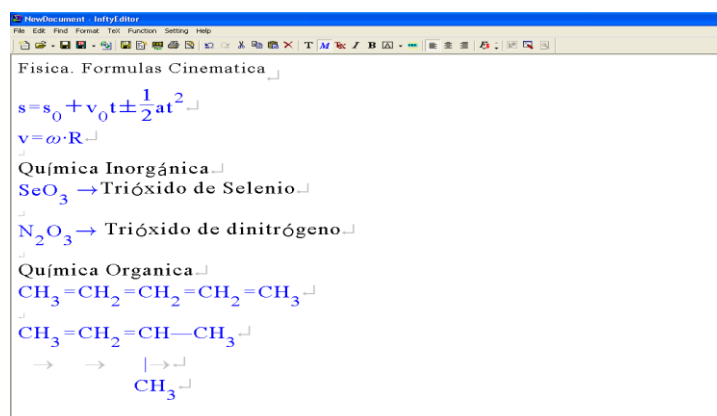 NewDocument - InftyEditor
File Edit Find Format TeX Function Setting Help
T M Tex I B A
Fisica. Formulas Cinematica
s=s₀+v₀t±½at²
v=ω·R
Química Inorgánica
SeO₃ →Trióxido de Selenio
N₂O₃→ Trióxido de dinitrógeno
Química Organica
CH₃=CH₂=CH₂=CH₂=CH₃
CH₃=CH₂=CH—CH₃
→ → |→
CH₃